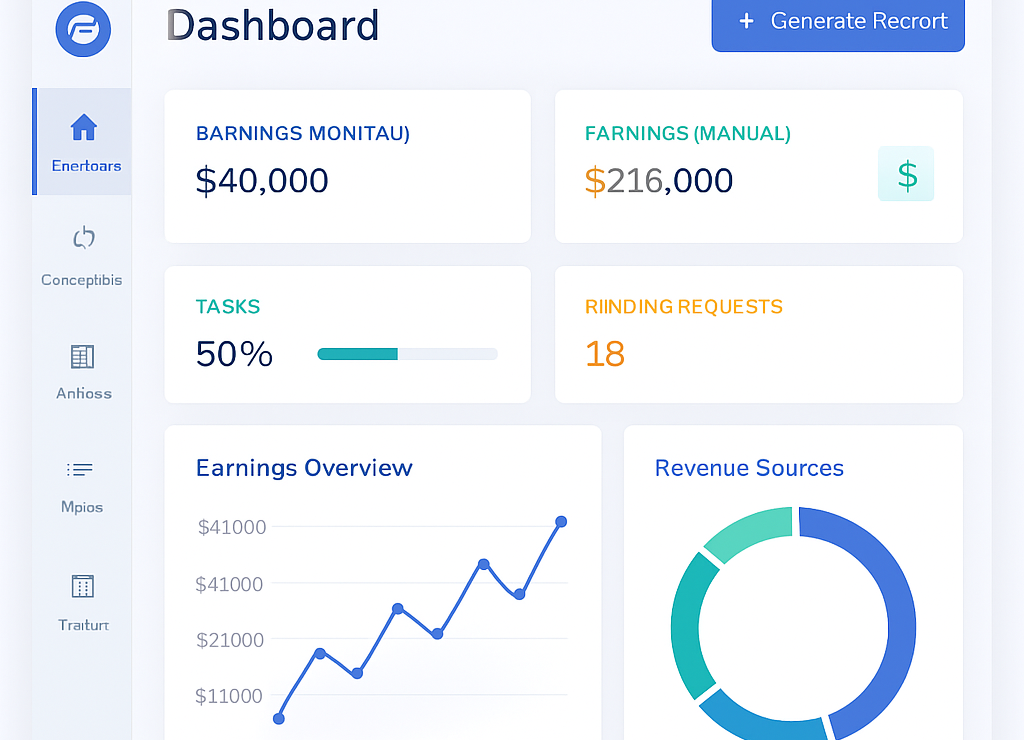 Dashboard
+ Generate Recrort
Enertoars
Conceptibis
Anhoss
Mpios
Traiturt
BARNINGS MONITAU)
$40,000
FARNINGS (MANUAL)
$216,000
$
TASKS
50%
RIINDING REQUESTS
18
Earnings Overview
$41000
$41000
$21000
$11000
Revenue Sources